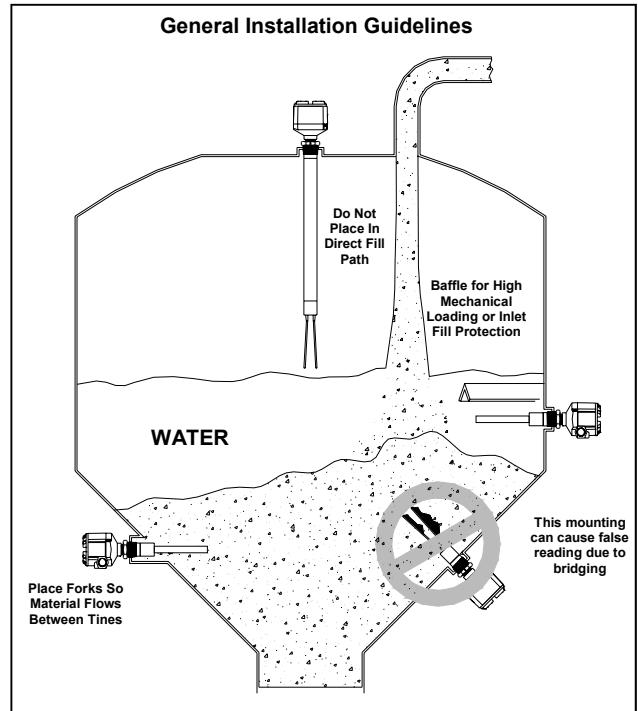 General Installation Guidelines
Do Not
Place In
Direct Fill
Path
Baffle for High
Mechanical
Loading or Inlet
Fill Protection
WATER
This mounting
can cause false
reading due to
bridging
Place Forks So
Material Flows
Between Tines